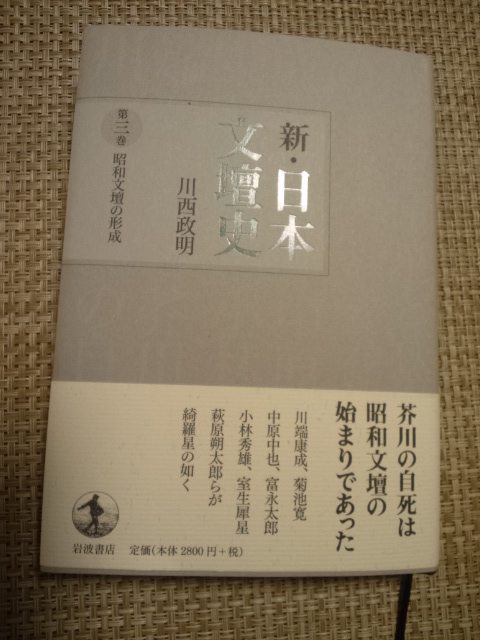 新・日本
文壇史
川西政明
第三巻 昭和文壇の形成
芥川の自死は
昭和文壇の
始まりであった
川端康成、菊池寛
中原中也、富永太郎
小林秀雄、室生犀星
萩原朔太郎らが
綺羅星の如く
岩波書店 定価(本体2800円+税)